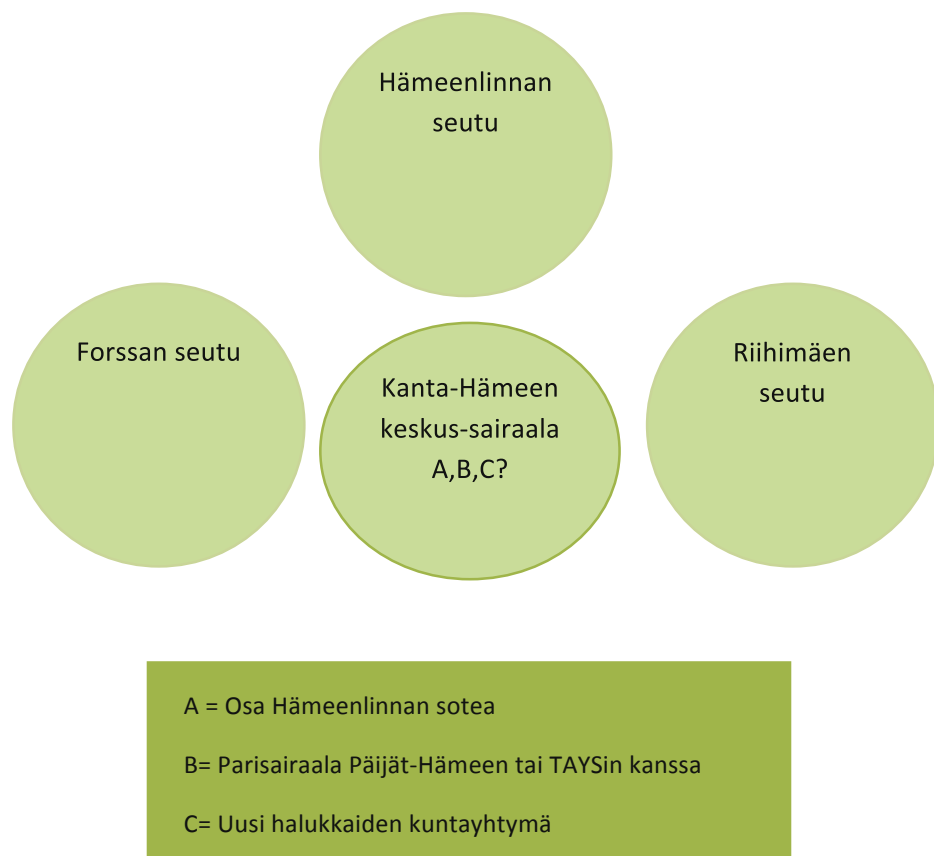 Hämeenlinnan
seutu
Forssan seutu
Kanta-Hämeen
keskus-sairaala
A,B,C?
Riihimäen
seutu
A = Osa Hämeenlinnan sotea
B= Parisairaala Päijät-Hämeen tai TAYSin kanssa
C= Uusi halukkaiden kuntayhtymä